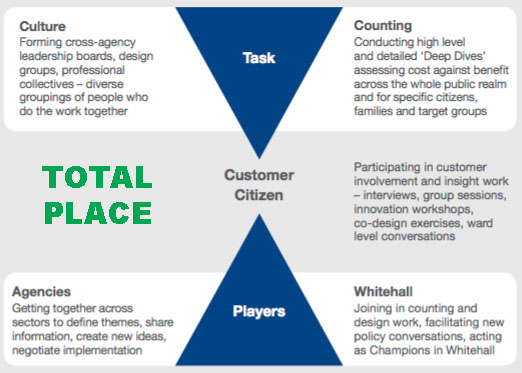 Culture
Forming cross-agency
leadership boards, design
groups, professional
collectives – diverse
groupings of people who
do the work together
Task
Counting
Conducting high level
and detailed 'Deep Dives'
assessing cost against benefit
across the whole public realm
and for specific citizens,
families and target groups
TOTAL
PLACE
Customer
Citizen
Participating in customer
involvement and insight work
– interviews, group sessions,
innovation workshops,
co-design exercises, ward
level conversations
Agencies
Getting together across
sectors to define themes, share
information, create new ideas,
negotiate implementation
Players
Whitehall
Joining in counting and
design work, facilitating new
policy conversations, acting
as Champions in Whitehall